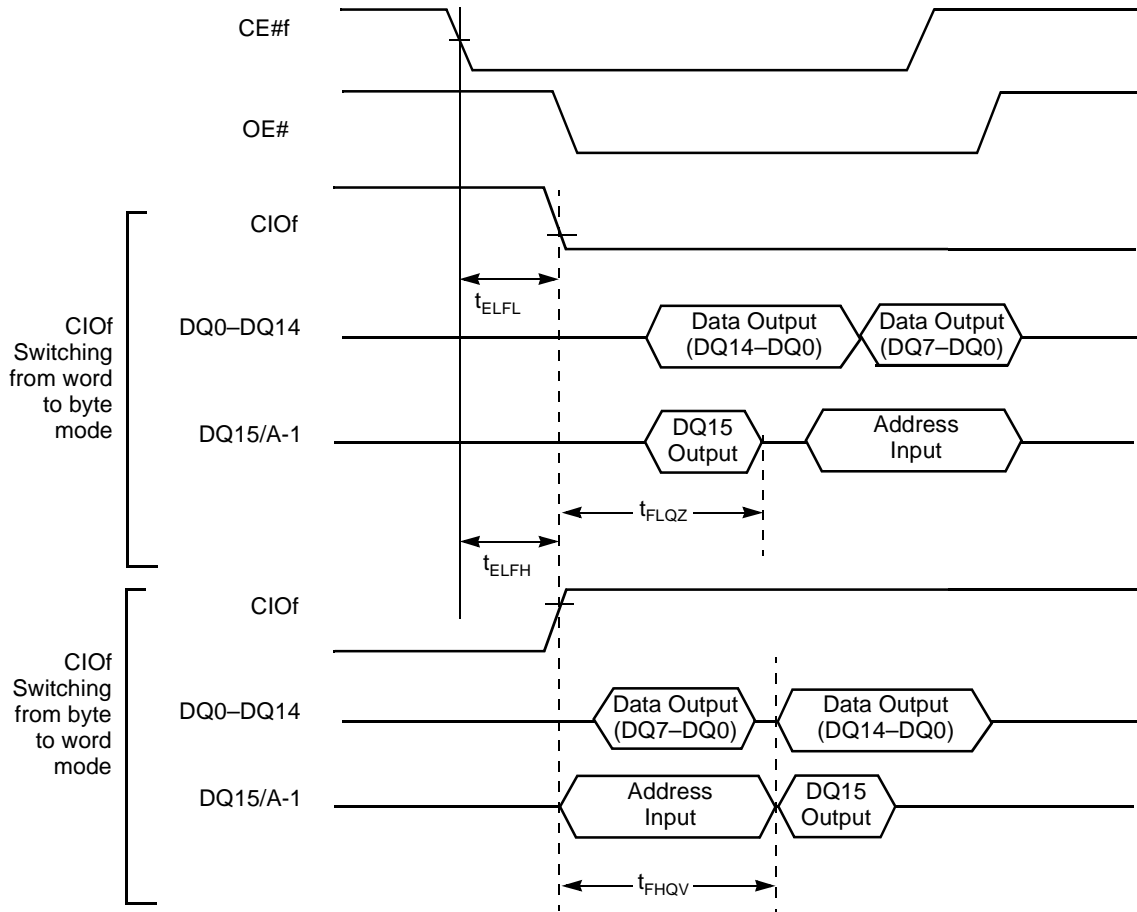 CE#f
OE#
CIOf
tELFL
CIOf
Switching
from word
to byte
mode
DQ0–DQ14
Data Output
(DQ14–DQ0)
Data Output
(DQ7–DQ0)
DQ15/A-1
DQ15
Output
Address
Input
tFLQZ
tELFH
CIOf
CIOf
Switching
from byte
to word
mode
DQ0–DQ14
Data Output
(DQ7–DQ0)
Data Output
(DQ14–DQ0)
DQ15/A-1
Address
Input
DQ15
Output
tFHQV